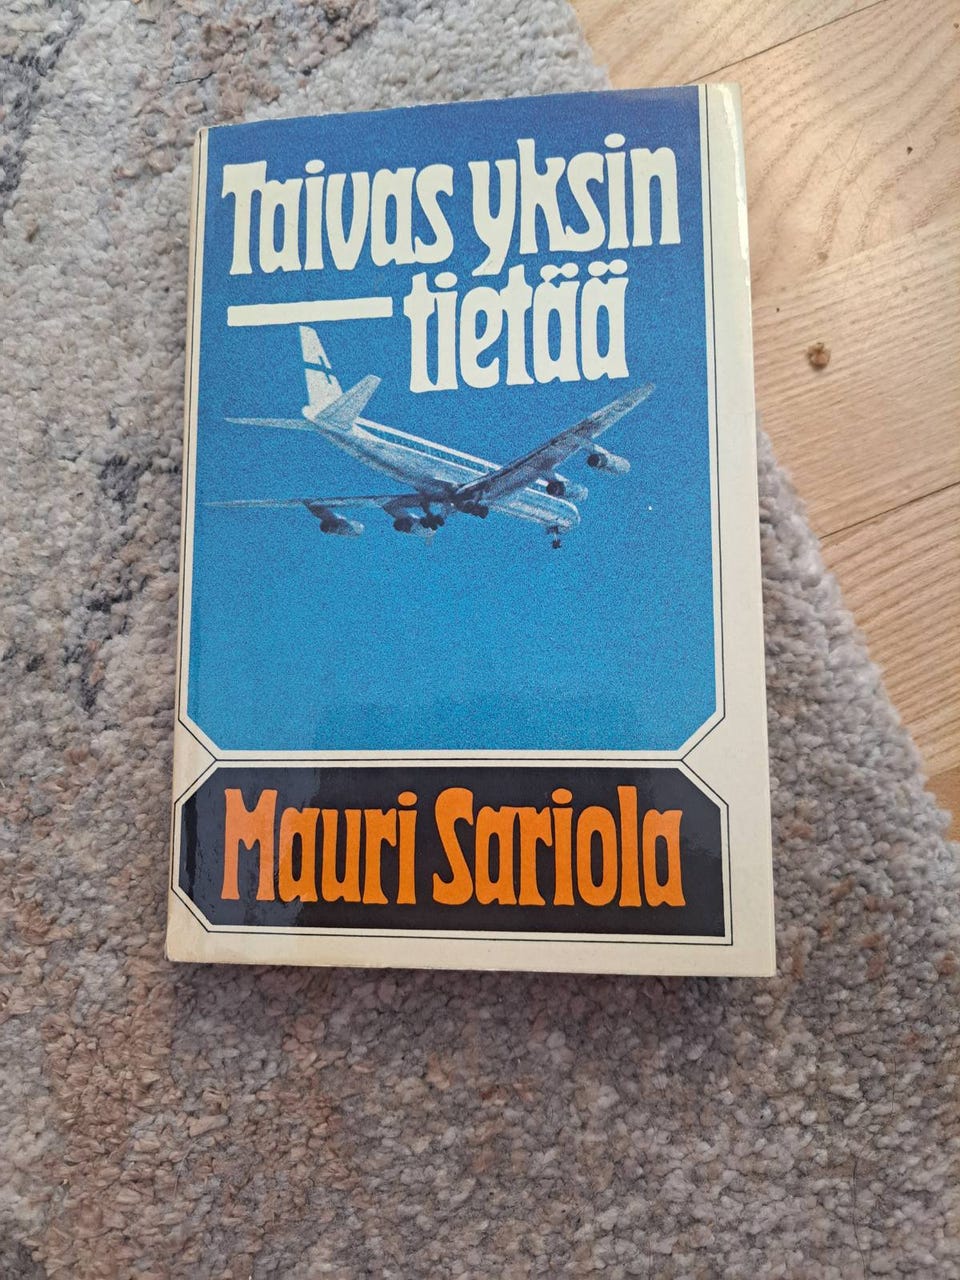 Taivas yksin
tietää
Mauri Sariola